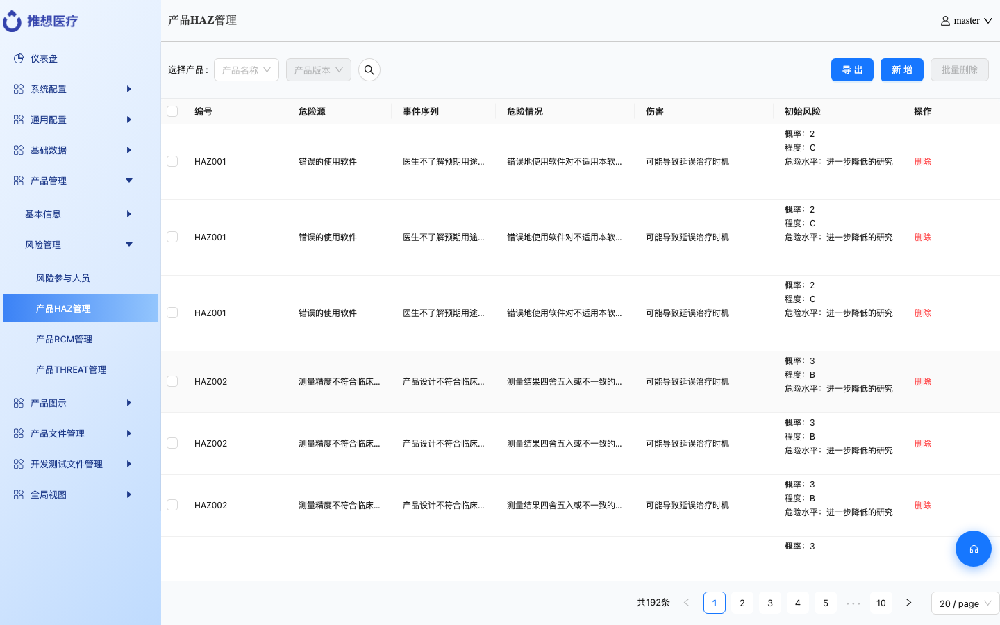 推想医疗
仪表盘
系统配置
通用配置
基础数据
产品管理
基本信息
风险管理
风险参与人员
产品HAZ管理
产品RCM管理
产品THREAT管理
产品图示
产品文件管理
开发测试文件管理
全局视图
产品HAZ管理
master
选择产品： 产品名称 产品版本 导 出 新 增 批量删除
编号 危险源 事件序列 危险情况 伤害 初始风险 操作
概率：2
程度：C
HAZ001 错误的使用软件 医生不了解预期用途... 错误地使用软件对不适用本软... 可能导致延误治疗时机 危险水平：进一步降低的研究 删除
概率：2
程度：C
HAZ001 错误的使用软件 医生不了解预期用途... 错误地使用软件对不适用本软... 可能导致延误治疗时机 危险水平：进一步降低的研究 删除
概率：2
程度：C
HAZ001 错误的使用软件 医生不了解预期用途... 错误地使用软件对不适用本软... 可能导致延误治疗时机 危险水平：进一步降低的研究 删除
概率：3
程度：B
HAZ002 测量精度不符合临床... 产品设计不符合临床... 测量结果四舍五入或不一致的... 可能导致延误治疗时机 危险水平：进一步降低的研究 删除
概率：3
程度：B
HAZ002 测量精度不符合临床... 产品设计不符合临床... 测量结果四舍五入或不一致的... 可能导致延误治疗时机 危险水平：进一步降低的研究 删除
概率：3
程度：B
HAZ002 测量精度不符合临床... 产品设计不符合临床... 测量结果四舍五入或不一致的... 可能导致延误治疗时机 危险水平：进一步降低的研究 删除
概率：3
共192条 1 2 3 4 5 ••• 10 20 / page